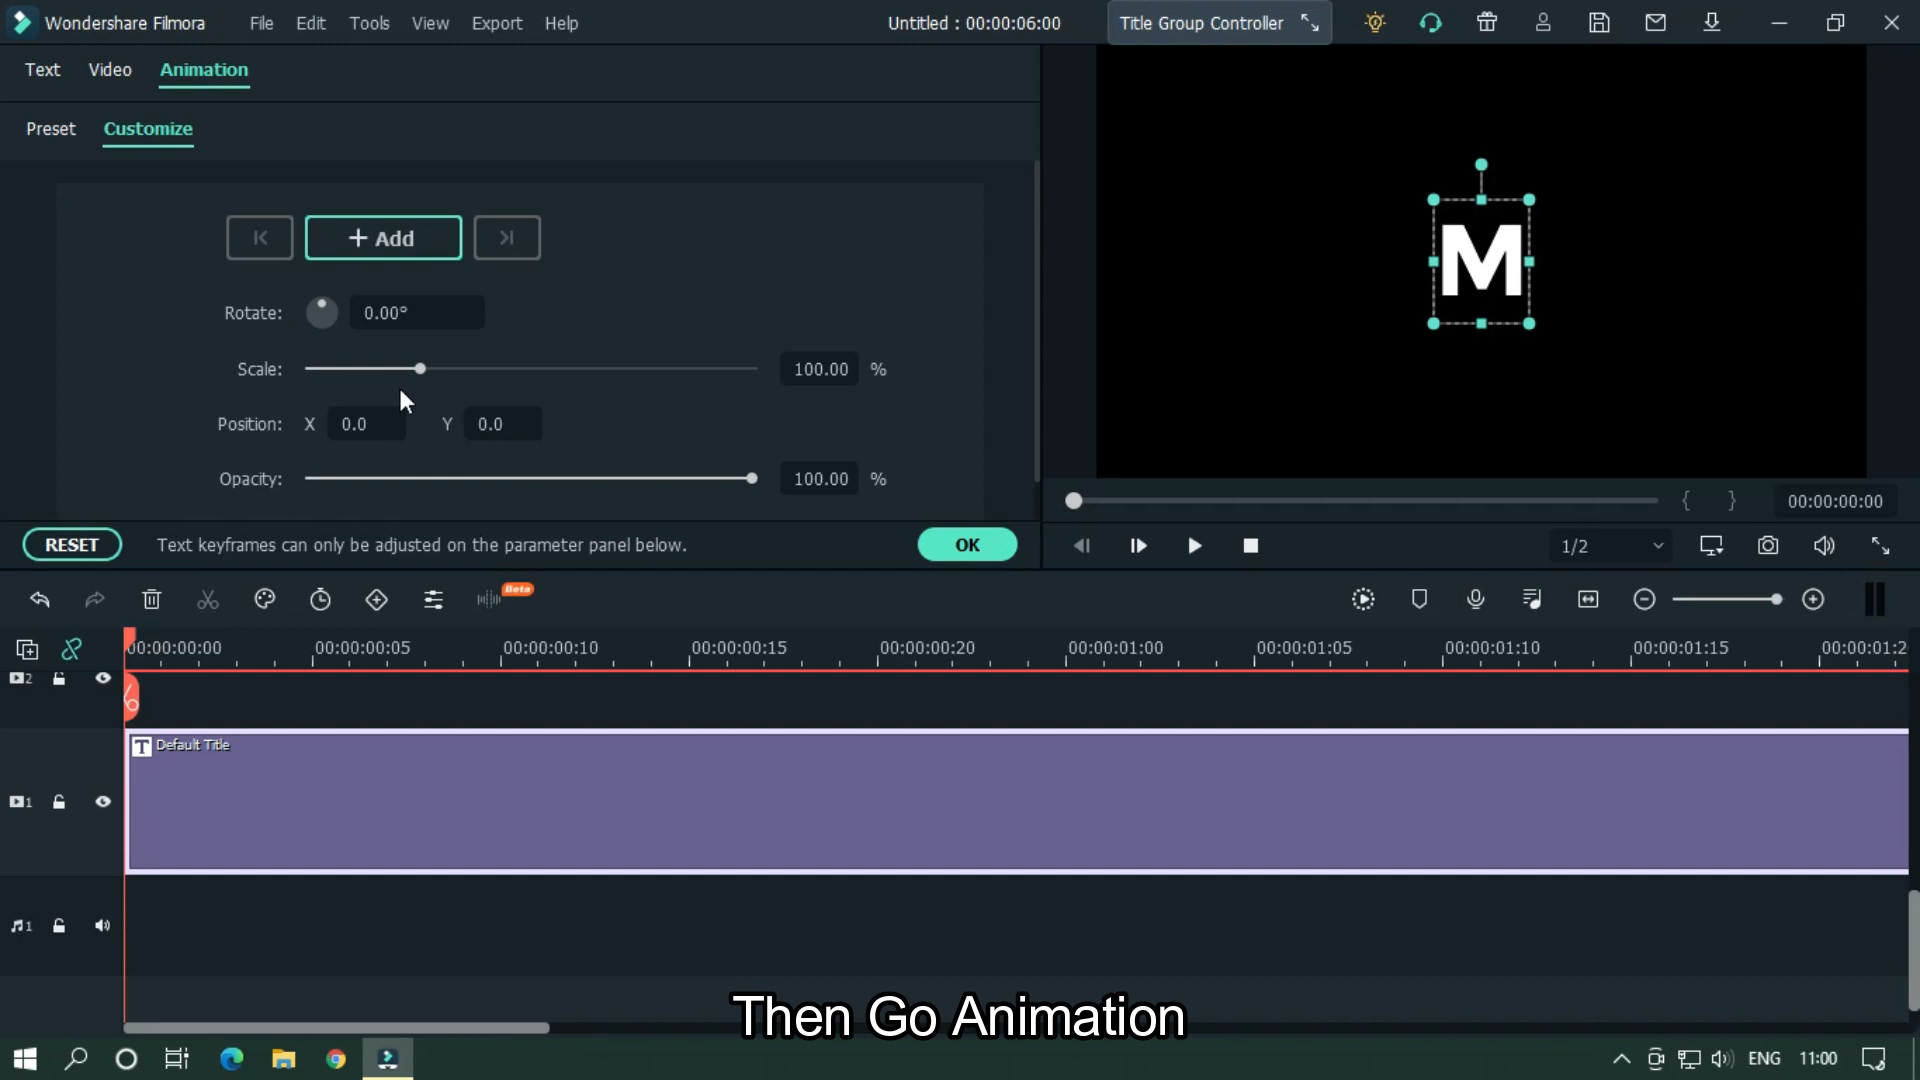 Wondershare Filmora File Edit Tools View Export Help Untitled : 00:00:06:00 Title Group Controller
Text Video Animation
Preset Customize
+ Add
Rotate: 0.00°
Scale: 100.00 %
Position: X 0.0 Y 0.0
Opacity: 100.00 %
M
{ } 00:00:00:00
RESET Text keyframes can only be adjusted on the parameter panel below. OK
1/2
Beta
00:00:00:00 00:00:00:05 00:00:00:10 00:00:00:15 00:00:00:20 00:00:01:00 00:00:01:05 00:00:01:10 00:00:01:15 00:00:01:2
2
T Default Title
1
1
Then Go Animation
ENG 11:00